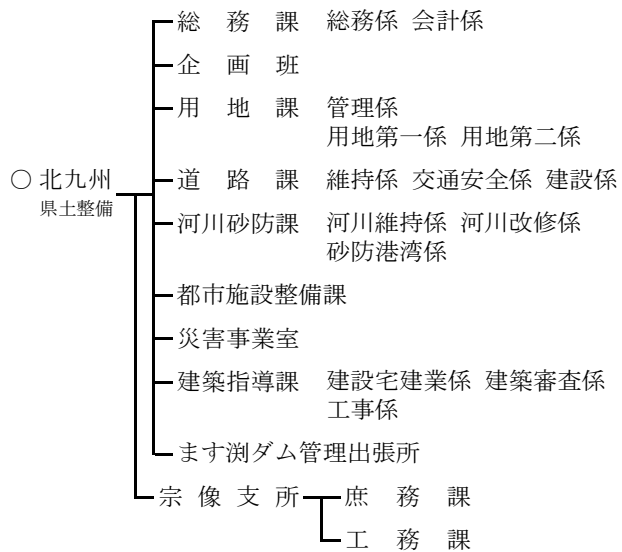 総務課 総務係 会計係
企画班
用地課 管理係
用地第一係 用地第二係
○北九州
県土整備
道路課 維持係 交通安全係 建設係
河川砂防課 河川維持係 河川改修係
砂防港湾係
都市施設整備課
災害事業室
建築指導課 建設宅建業係 建築審査係
工事係
ます渕ダム管理出張所
宗像支所 庶務課
工務課